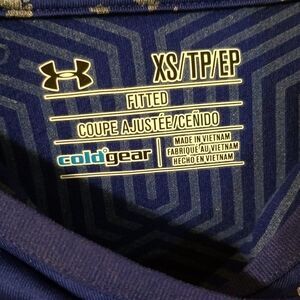 XS/TP/EP
FITTED
COUPE AJUSTÉE/CEÑIDO
coldgear
MADE IN VIETNAM
FABRIQUÉ AU VIETNAM
HECHO EN VIETNAM